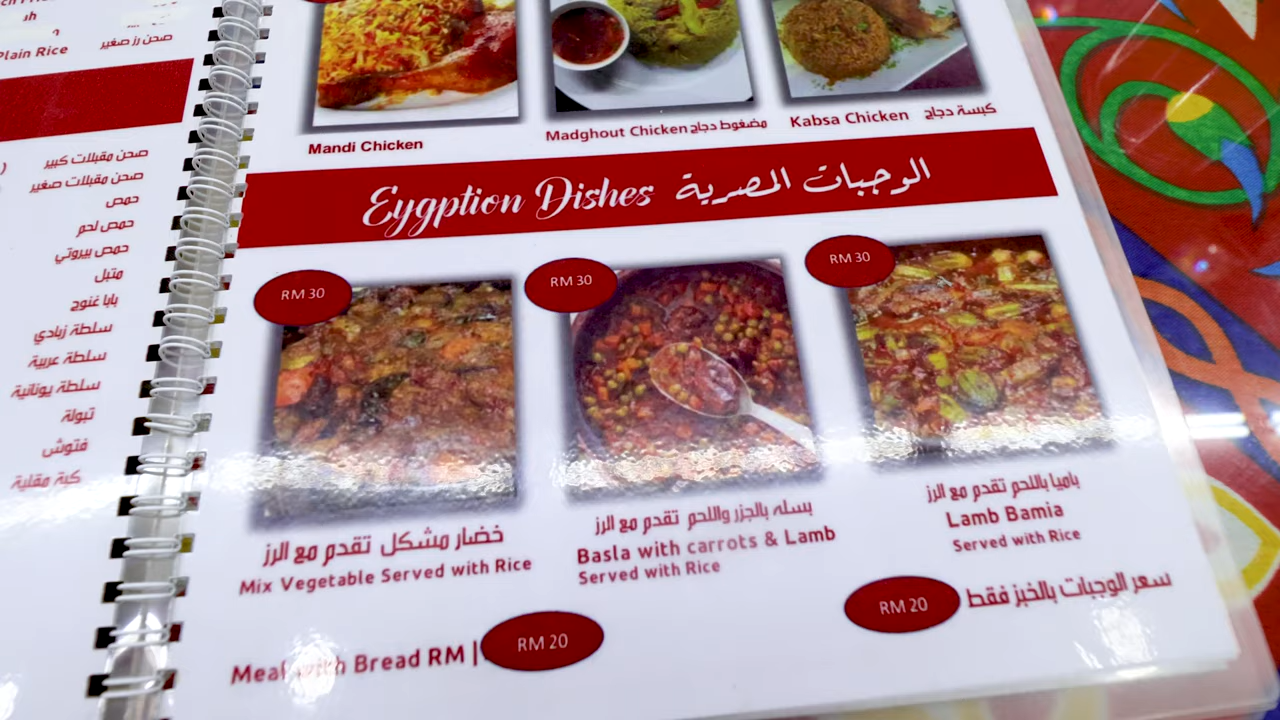 Plain Rice صحن رز صغير
صحن مقبلات كبير
صحن مقبلات صغير
حمص
حمص لحم
حمص بيروتي
متبل
بابا غنوج
سلطة زبادي
سلطة عربية
سلطة يونانية
تبولة
فتوش
كبة مقلية
Mandi Chicken
Madghout Chicken مضغوط دجاج
Kabsa Chicken كبسة دجاج
Eygption Dishes الوجبات المصرية
RM 30
RM 30
RM 30
خضار مشكل تقدم مع الرز
Mix Vegetable Served with Rice
بسله بالجزر واللحم تقدم مع الرز
Basla with carrots & Lamb
Served with Rice
باميا باللحم تقدم مع الرز
Lamb Bamia
Served with Rice
Meal with Bread RM | RM 20
RM 20 سعر الوجبات بالخبز فقط